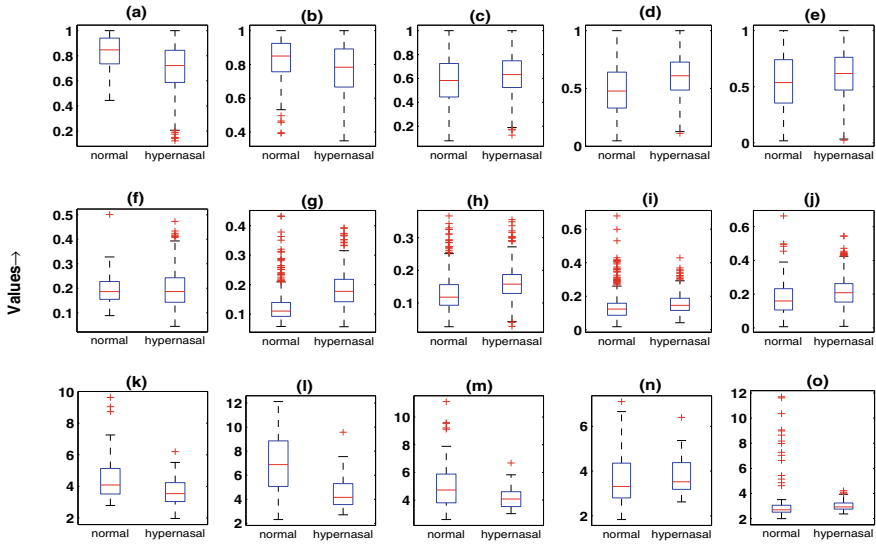 (a) (b) (c) (d) (e)
1 0.8 0.6 0.4 0.2
1 0.8 0.6 0.4
1 0.8 0.6 0.4 0.2
1 0.5 0
1 0.5 0
normal hypernasal normal hypernasal normal hypernasal normal hypernasal normal hypernasal
(f) (g) (h) (i) (j)
Values→
0.5 0.4 0.3 0.2 0.1
0.4 0.3 0.2 0.1
0.3 0.2 0.1
0.6 0.4 0.2 0
0.6 0.4 0.2 0
normal hypernasal normal hypernasal normal hypernasal normal hypernasal normal hypernasal
(k) (l) (m) (n) (o)
10 8 6 4 2
12 10 8 6 4 2
10 8 6 4
6 4 2
12 10 8 6 4 2
normal hypernasal normal hypernasal normal hypernasal normal hypernasal normal hypernasal